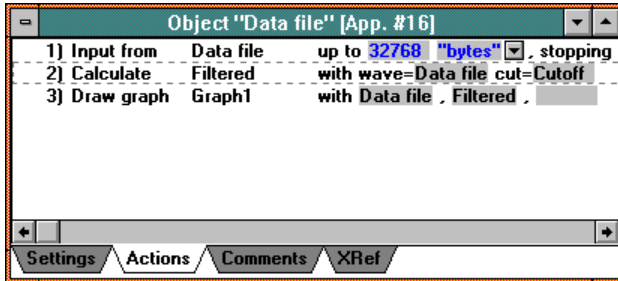 Object "Data file" [App. #16]
1) Input from Data file up to 32768 "bytes" , stopping
2) Calculate Filtered with wave=Data file cut=Cutoff
3) Draw graph Graph1 with Data file , Filtered ,
Settings Actions Comments XRef